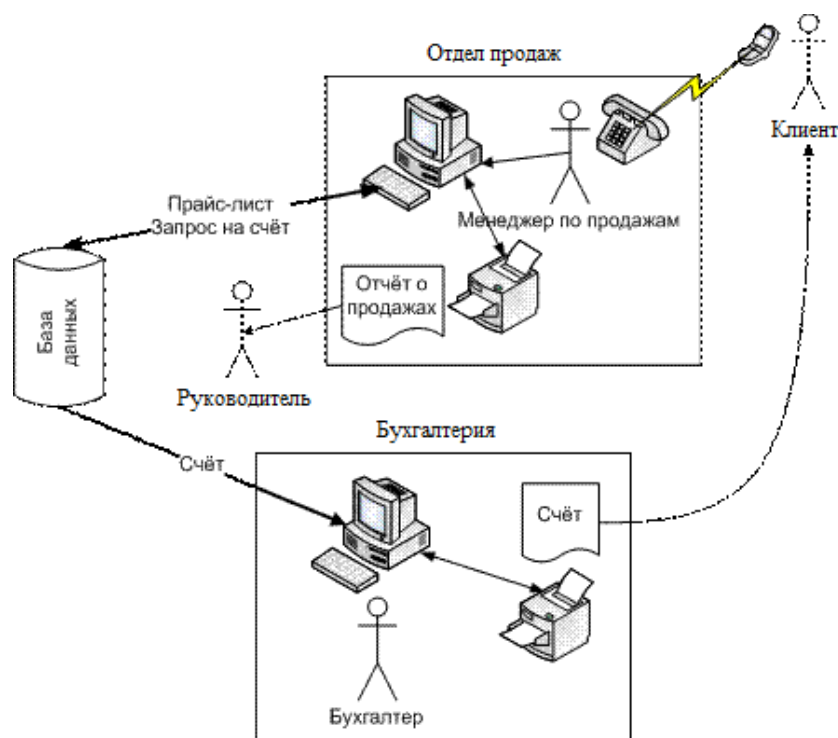 Отдел продаж
Клиент
Прайс-лист
Запрос на счёт
Менеджер по продажам
Отчёт о
продажах
База
данных
Руководитель
Бухгалтерия
Счёт
Счёт
Бухгалтер